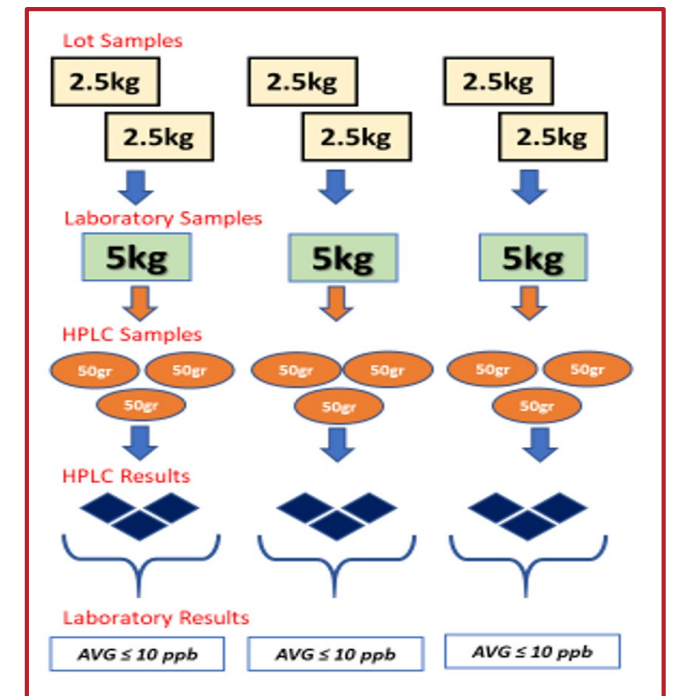 Lot Samples
2.5kg 2.5kg 2.5kg
2.5kg 2.5kg 2.5kg
Laboratory Samples
5kg 5kg 5kg
HPLC Samples
50gr 50gr 50gr 50gr 50gr 50gr
50gr 50gr 50gr
HPLC Results
Laboratory Results
AVG ≤ 10 ppb AVG ≤ 10 ppb AVG ≤ 10 ppb